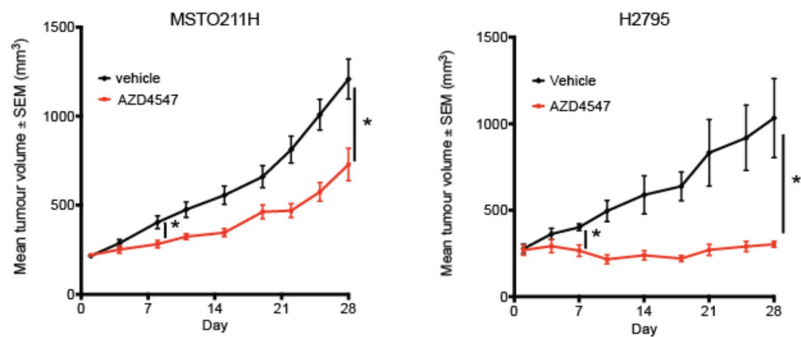 MSTO211H
Mean tumour volume ± SEM (mm³)
1500
1000
500
0
vehicle
AZD4547
*
*
0 7 14 21 28
Day
H2795
Mean tumour volume ± SEM (mm³)
1500
1000
500
0
Vehicle
AZD4547
*
*
0 7 14 21 28
Day